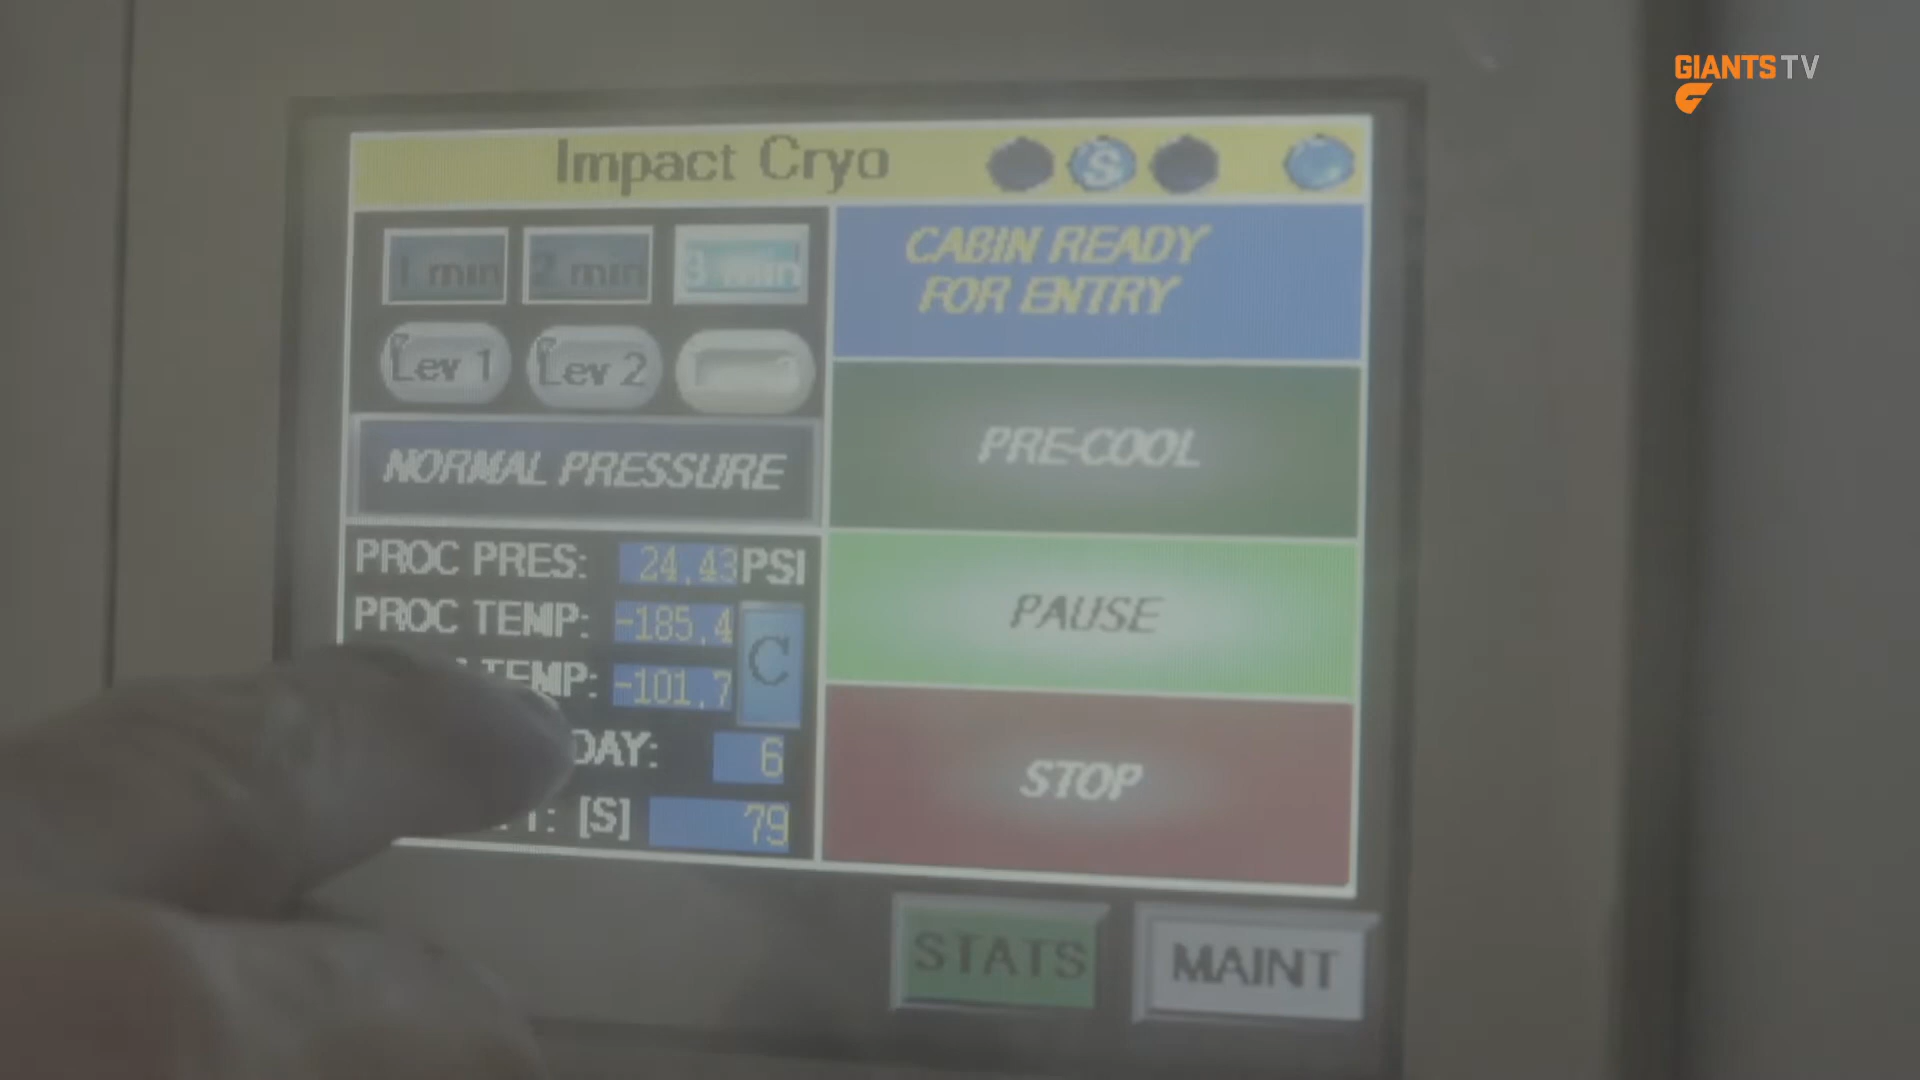 GIANTS TV
Impact Cryo
S
1 min 2 min 3 min
CABIN READY
FOR ENTRY
Lev 1 Lev 2
PRE-COOL
NORMAL PRESSURE
PROC PRES: 24.43 PSI
PROC TEMP: -185.4
C
TEMP: -101.7
PAUSE
DAY: 6
STOP
[S] 79
STATS MAINT